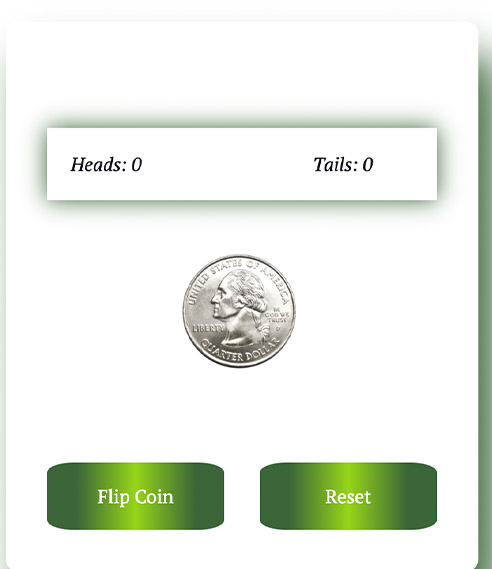 Heads: 0 Tails: 0
UNITED STATES OF AMERICA
IN
GOD WE
TRUST
LIBERTY
D
QUARTER DOLLAR
Flip Coin Reset